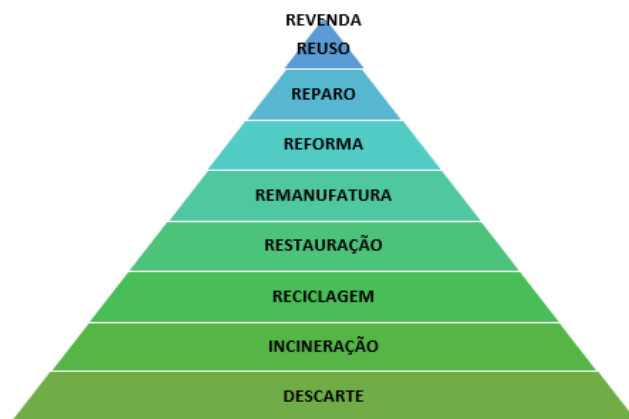 REVENDA
REUSO
REPARO
REFORMA
REMANUFATURA
RESTAURAÇÃO
RECICLAGEM
INCINERAÇÃO
DESCARTE